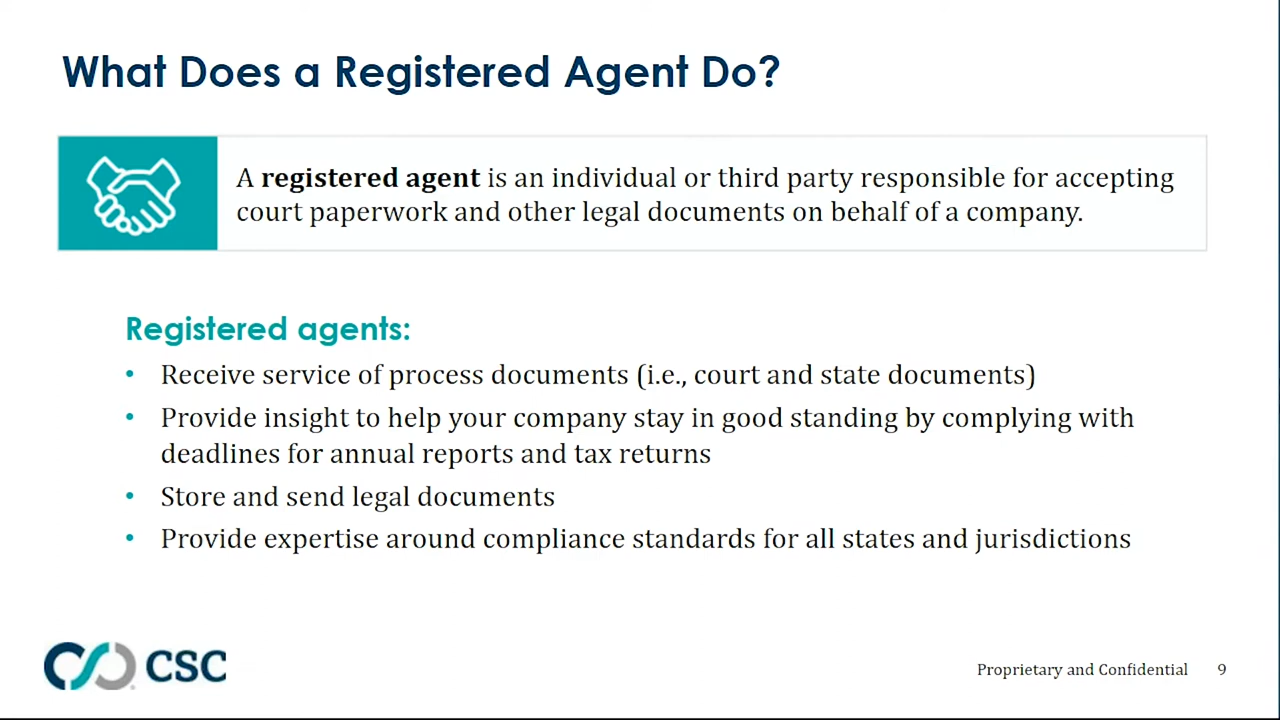 What Does a Registered Agent Do?
A registered agent is an individual or third party responsible for accepting
court paperwork and other legal documents on behalf of a company.
Registered agents:
• Receive service of process documents (i.e., court and state documents)
• Provide insight to help your company stay in good standing by complying with
deadlines for annual reports and tax returns
• Store and send legal documents
• Provide expertise around compliance standards for all states and jurisdictions
CSC
Proprietary and Confidential 9